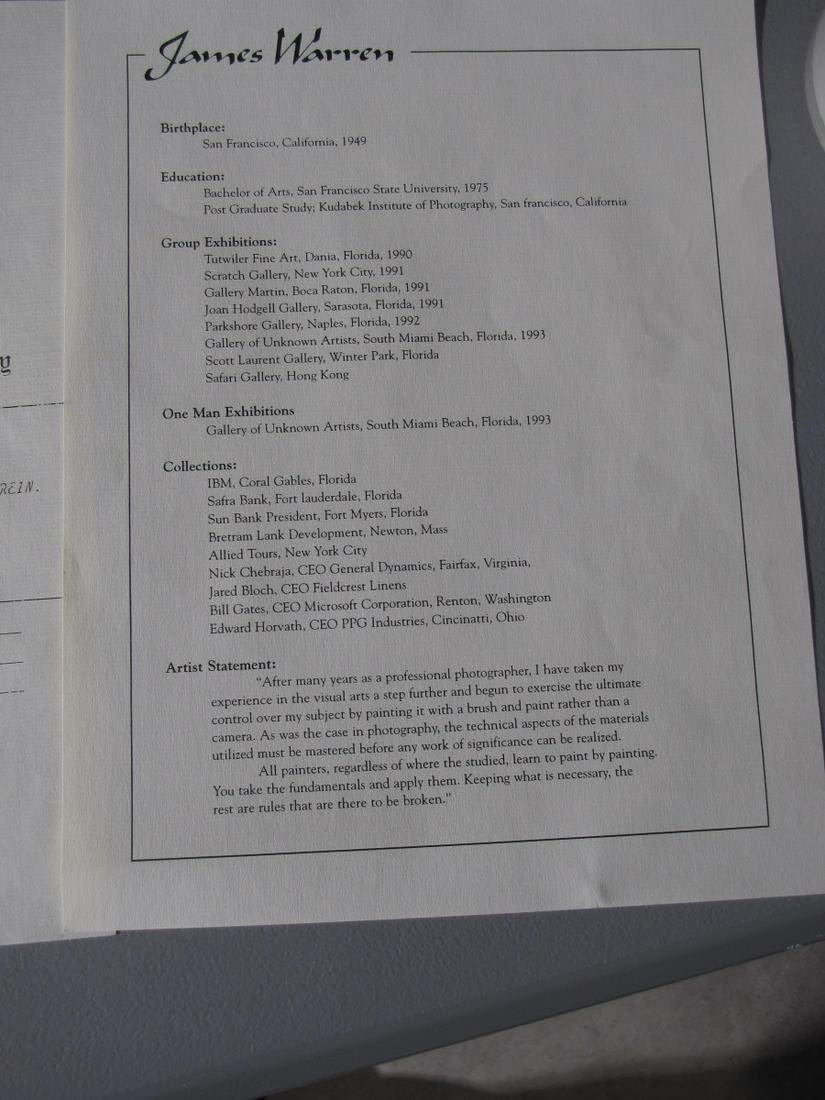 James Warren
Birthplace:
San Francisco, California, 1949
Education:
Bachelor of Arts, San Francisco State University, 1975
Post Graduate Study; Kudabek Institute of Photography, San francisco, California
Group Exhibitions:
Tutwiler Fine Art, Dania, Florida, 1990
Scratch Gallery, New York City, 1991
Gallery Martin, Boca Raton, Florida, 1991
Joan Hodgell Gallery, Sarasota, Florida, 1991
Parkshore Gallery, Naples, Florida, 1992
Gallery of Unknown Artists, South Miami Beach, Florida, 1993
Scott Laurent Gallery, Winter Park, Florida
Safari Gallery, Hong Kong
One Man Exhibitions
Gallery of Unknown Artists, South Miami Beach, Florida, 1993
Collections:
IBM, Coral Gables, Florida
Safra Bank, Fort lauderdale, Florida
Sun Bank President, Fort Myers, Florida
Bretram Lank Development, Newton, Mass
Allied Tours, New York City
Nick Chebraja, CEO General Dynamics, Fairfax, Virginia,
Jared Bloch, CEO Fieldcrest Linens
Bill Gates, CEO Microsoft Corporation, Renton, Washington
Edward Horvath, CEO PPG Industries, Cincinatti, Ohio
Artist Statement:
"After many years as a professional photographer, I have taken my
experience in the visual arts a step further and begun to exercise the ultimate
control over my subject by painting it with a brush and paint rather than a
camera. As was the case in photography, the technical aspects of the materials
utilized must be mastered before any work of significance can be realized.
All painters, regardless of where the studied, learn to paint by painting.
You take the fundamentals and apply them. Keeping what is necessary, the
rest are rules that are there to be broken."